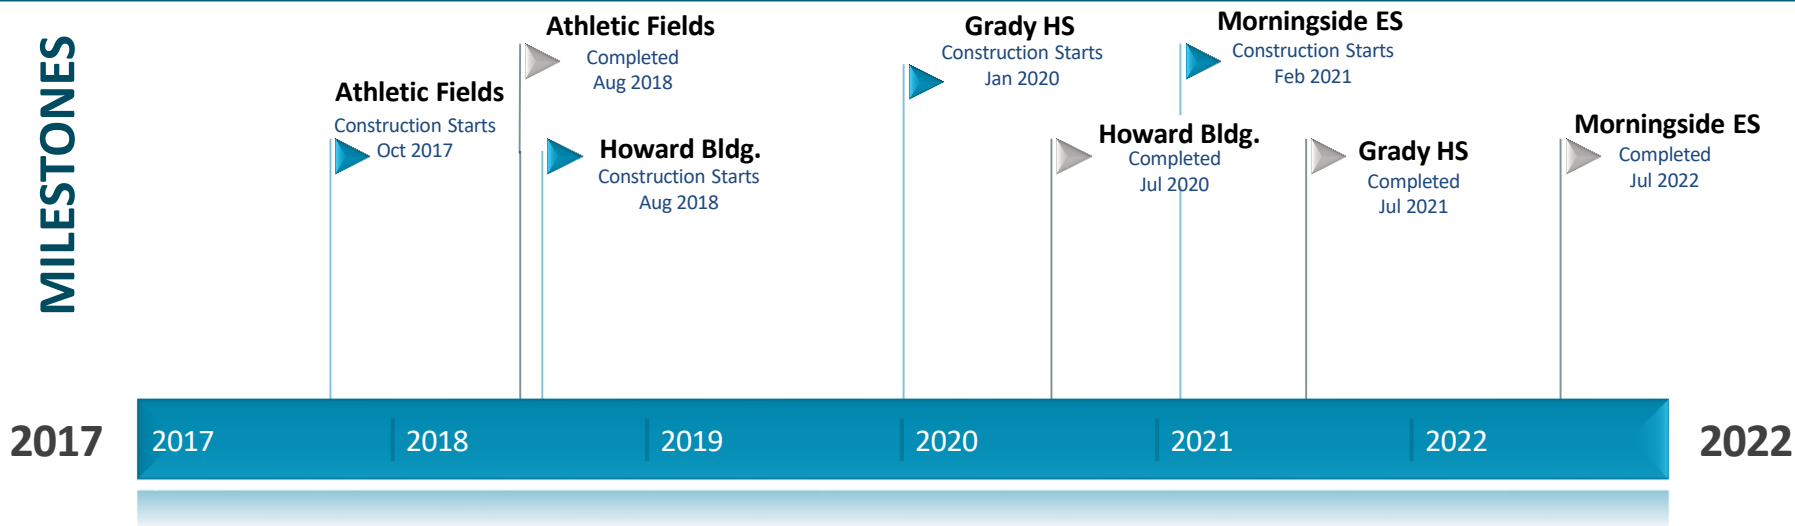 MILESTONES
Athletic Fields
Construction Starts
Oct 2017
Athletic Fields
Completed
Aug 2018
Howard Bldg.
Construction Starts
Aug 2018
Grady HS
Construction Starts
Jan 2020
Howard Bldg.
Completed
Jul 2020
Morningside ES
Construction Starts
Feb 2021
Grady HS
Completed
Jul 2021
Morningside ES
Completed
Jul 2022
2017
2017
2018
2019
2020
2021
2022
2022